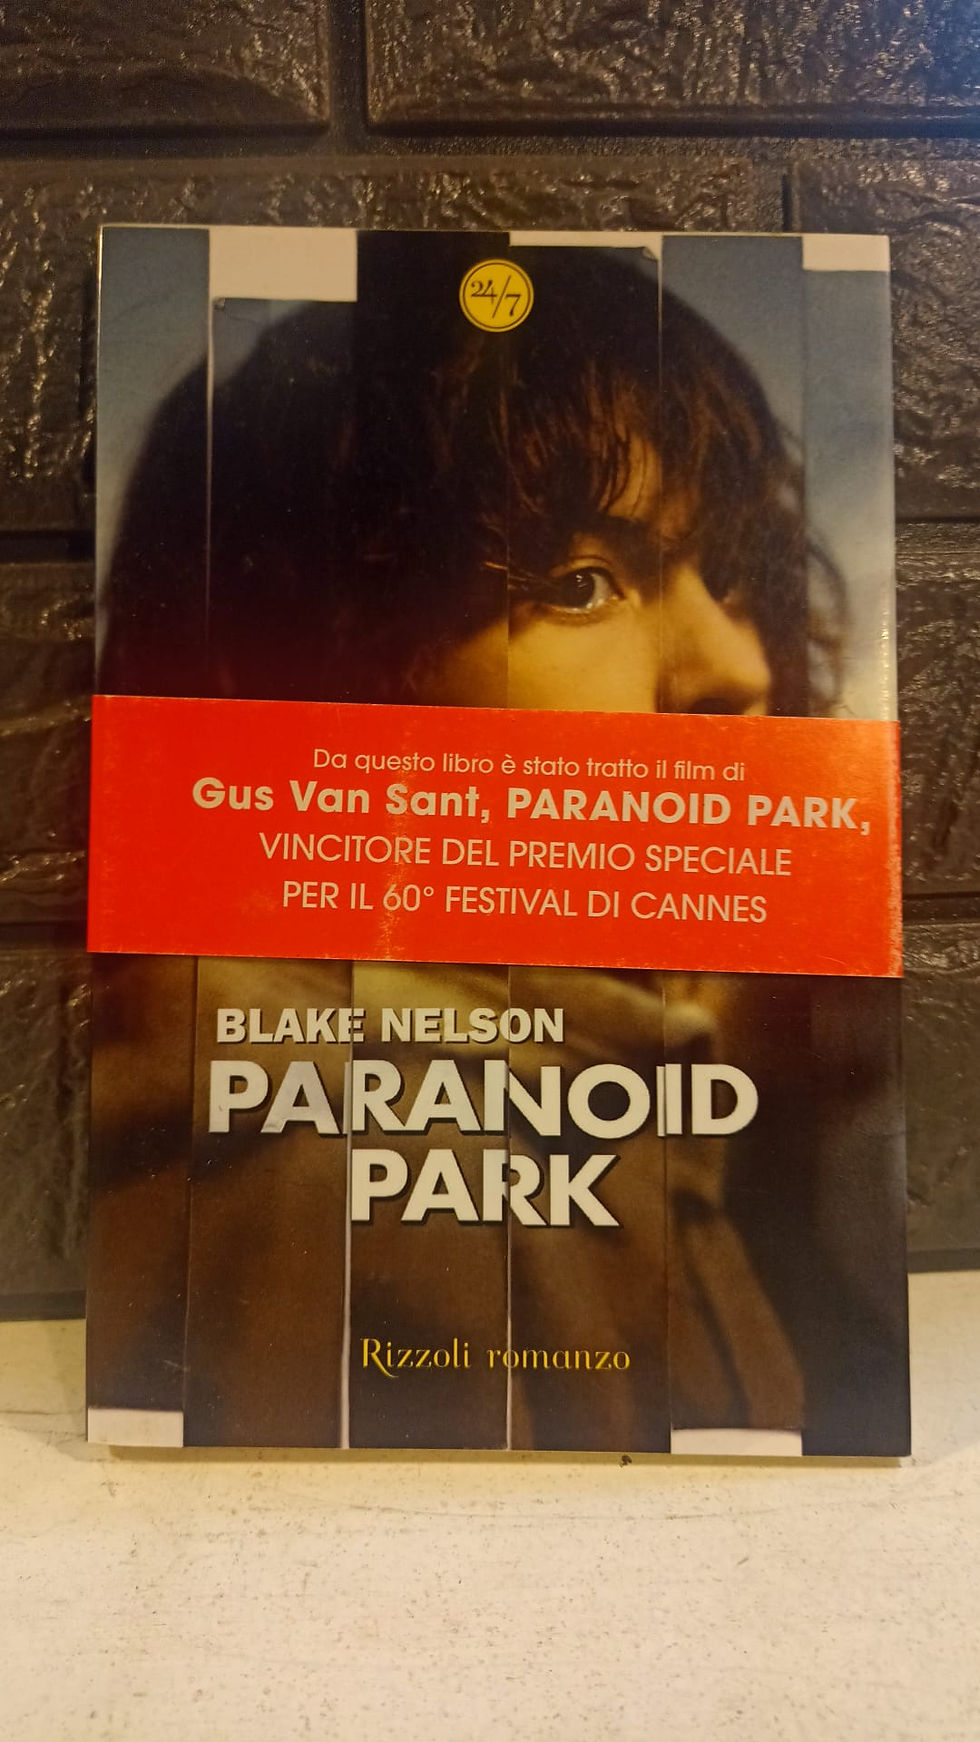 24/7
Da questo libro è stato tratto il film di
Gus Van Sant, PARANOID PARK,
VINCITORE DEL PREMIO SPECIALE
PER IL 60° FESTIVAL DI CANNES
BLAKE NELSON
PARANOID
PARK
Rizzoli romanzo